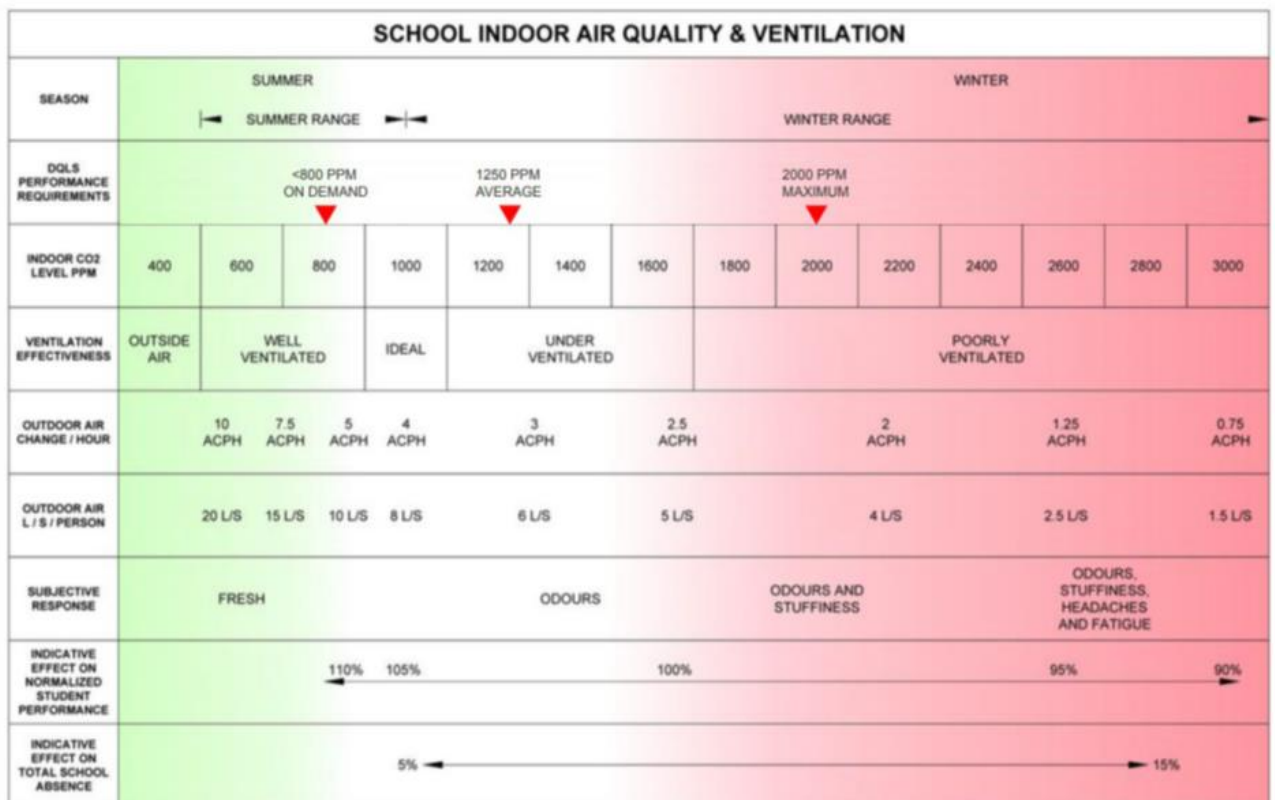 SCHOOL INDOOR AIR QUALITY & VENTILATION
SEASON
SUMMER
WINTER
SUMMER RANGE
WINTER RANGE
DQLS
PERFORMANCE
REQUIREMENTS
<800 PPM
ON DEMAND
1250 PPM
AVERAGE
2000 PPM
MAXIMUM
INDOOR CO2
LEVEL PPM
400 600 800 1000 1200 1400 1600 1800 2000 2200 2400 2600 2800 3000
VENTILATION
EFFECTIVENESS
OUTSIDE
AIR
WELL
VENTILATED
IDEAL
UNDER
VENTILATED
POORLY
VENTILATED
OUTDOOR AIR
CHANGE / HOUR
10
ACPH
7.5
ACPH
5
ACPH
4
ACPH
3
ACPH
2.5
ACPH
2
ACPH
1.25
ACPH
0.75
ACPH
OUTDOOR AIR
L / S / PERSON
20 L/S 15 L/S 10 L/S 8 L/S 6 L/S 5 L/S 4 L/S 2.5 L/S 1.5 L/S
SUBJECTIVE
RESPONSE
FRESH
ODOURS
ODOURS AND
STUFFINESS
ODOURS,
STUFFINESS,
HEADACHES
AND FATIGUE
INDICATIVE
EFFECT ON
NORMALIZED
STUDENT
PERFORMANCE
110% 105% 100% 95% 90%
INDICATIVE
EFFECT ON
TOTAL SCHOOL
ABSENCE
5% 15%